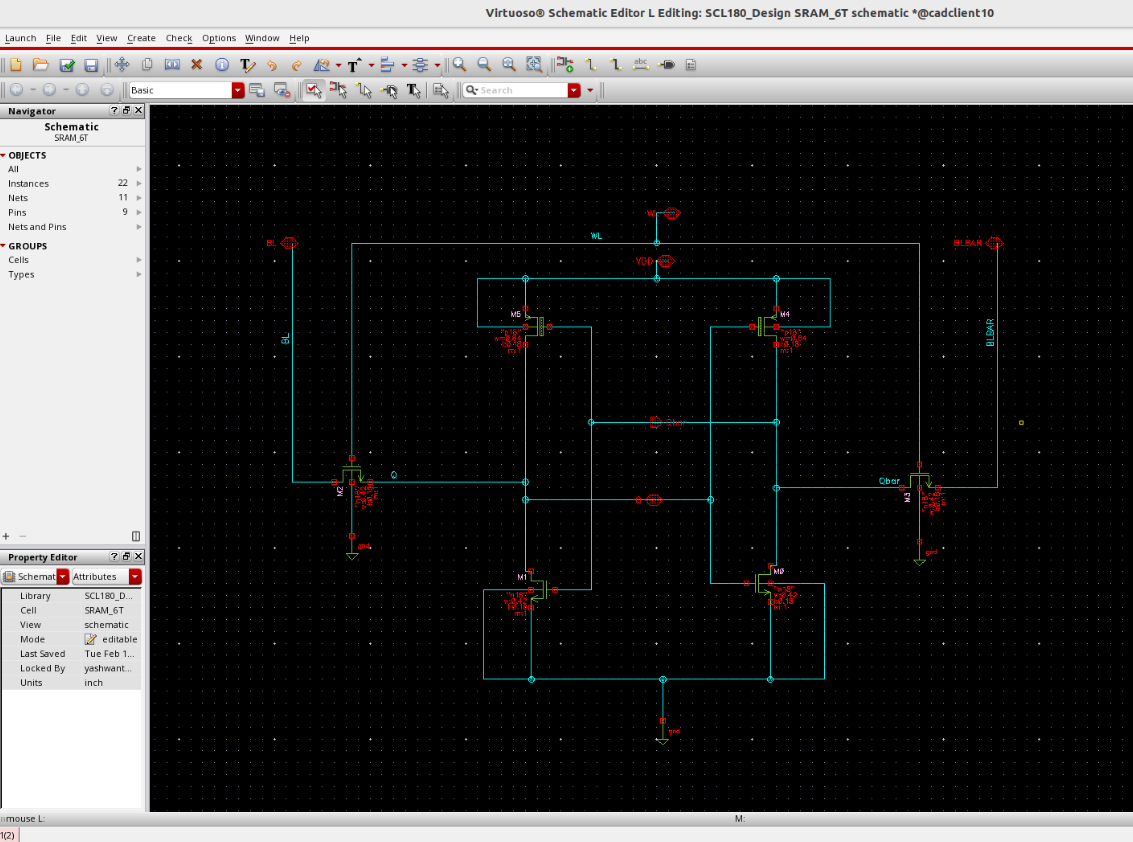 Virtuoso® Schematic Editor L Editing: SCL180_Design SRAM_6T schematic *@cadclient10
Launch File Edit View Create Check Options Window Help
Basic
Search
Navigator
Schematic
SRAM_6T
OBJECTS
All
Instances 22
Nets 11
Pins 9
Nets and Pins
GROUPS
Cells
Types
Property Editor
Schemat Attributes
Library SCL180_D...
Cell SRAM_6T
View schematic
Mode editable
Last Saved Tue Feb 1...
Locked By yashwant...
Units inch
WL
BL
BLBAR
VDD
M5
M4
m:1
m:1
BL
BLBAR
Q
Qbar
M2
M3
Q
gnd
gnd
M1
M0
m:1
gnd
mouse L: M:
1(2)